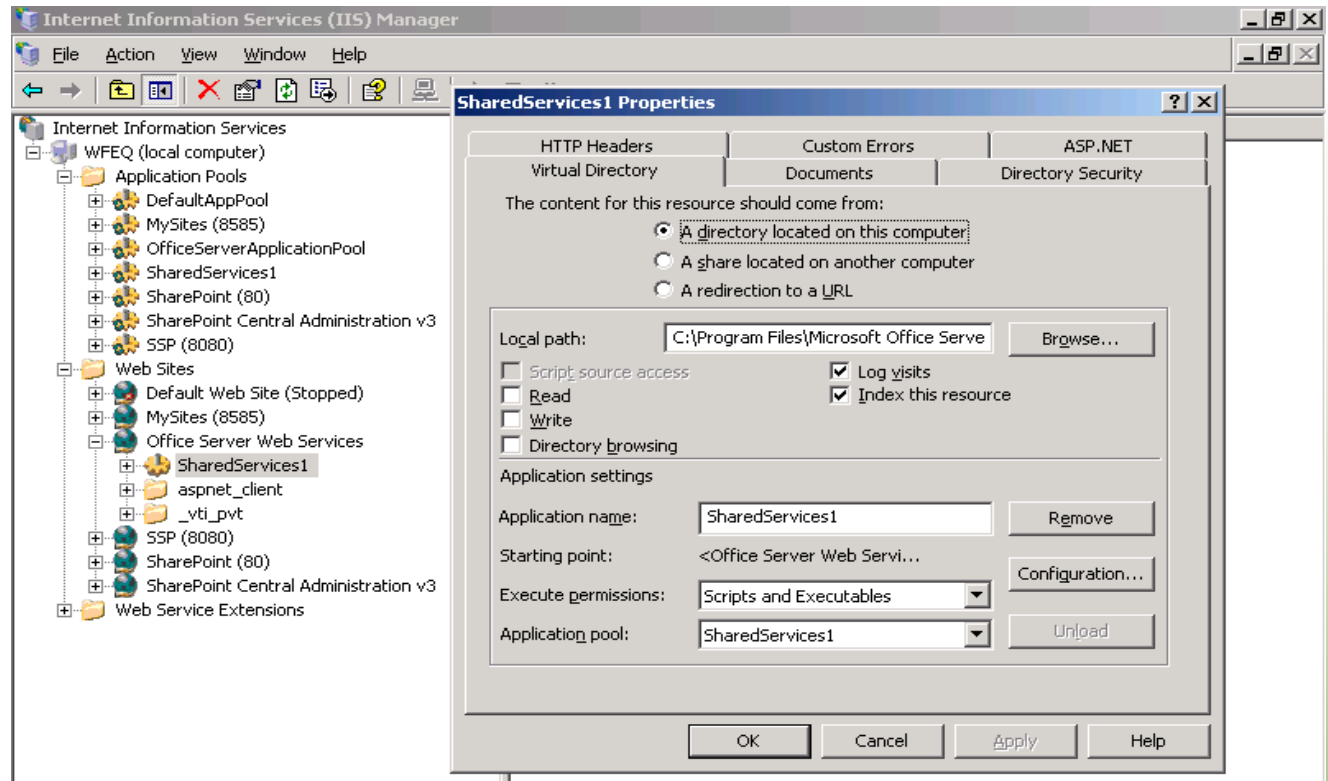 Internet Information Services (IIS) Manager
File Action View Window Help
Internet Information Services
WFEQ (local computer)
Application Pools
DefaultAppPool
MySites (8585)
OfficeServerApplicationPool
SharedServices1
SharePoint (80)
SharePoint Central Administration v3
SSP (8080)
Web Sites
Default Web Site (Stopped)
MySites (8585)
Office Server Web Services
SharedServices1
aspnet_client
_vti_pvt
SSP (8080)
SharePoint (80)
SharePoint Central Administration v3
Web Service Extensions
SharedServices1 Properties
HTTP Headers Custom Errors ASP.NET
Virtual Directory Documents Directory Security
The content for this resource should come from:
A directory located on this computer
A share located on another computer
A redirection to a URL
Local path: C:\Program Files\Microsoft Office Serve Browse...
Script source access Log visits
Read Index this resource
Write
Directory browsing
Application settings
Application name: SharedServices1 Remove
Starting point: <Office Server Web Servi...
Configuration...
Execute permissions: Scripts and Executables
Application pool: SharedServices1 Unload
OK Cancel Apply Help